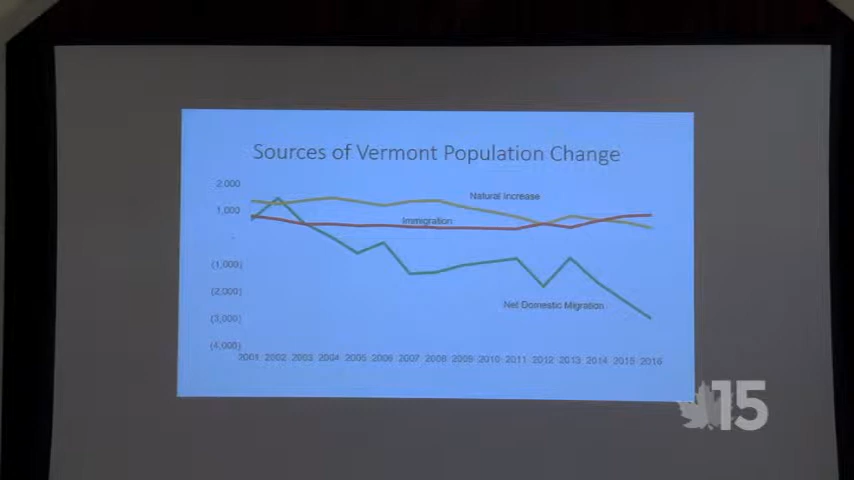 Sources of Vermont Population Change
2,000
Natural Increase
1,000
Immigration
-
(1,000)
(2,000)
Net Domestic Migration
(3,000)
(4,000)
2001 2002 2003 2004 2005 2006 2007 2008 2009 2010 2011 2012 2013 2014 2015 2016
15